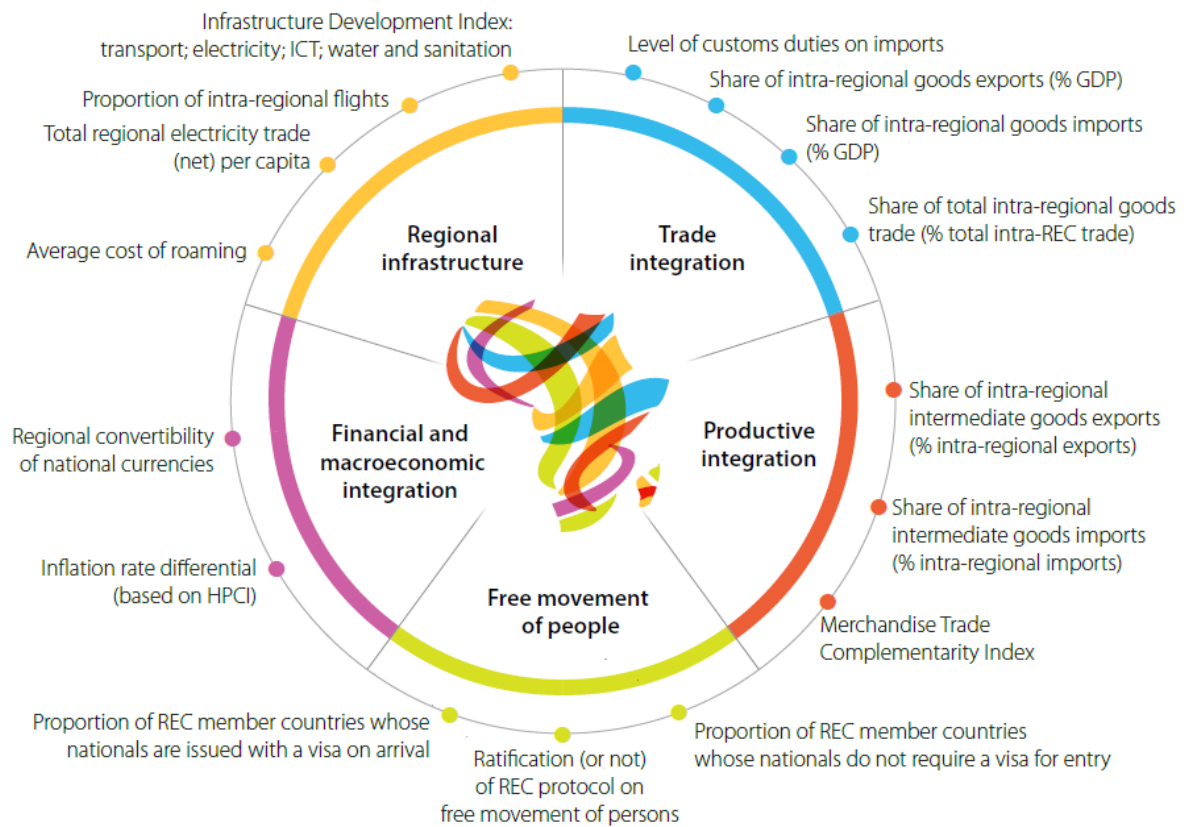 Infrastructure Development Index:
transport; electricity; ICT; water and sanitation
Proportion of intra-regional flights
Total regional electricity trade
(net) per capita
Average cost of roaming
Regional
infrastructure
Level of customs duties on imports
Share of intra-regional goods exports (% GDP)
Share of intra-regional goods imports
(% GDP)
Share of total intra-regional goods
trade (% total intra-REC trade)
Trade
integration
Share of intra-regional
intermediate goods exports
(% intra-regional exports)
Share of intra-regional
intermediate goods imports
(% intra-regional imports)
Merchandise Trade
Complementarity Index
Productive
integration
Regional convertibility
of national currencies
Inflation rate differential
(based on HPCI)
Financial and
macroeconomic
integration
Free movement
of people
Proportion of REC member countries whose
nationals are issued with a visa on arrival
Ratification (or not)
of REC protocol on
free movement of persons
Proportion of REC member countries
whose nationals do not require a visa for entry